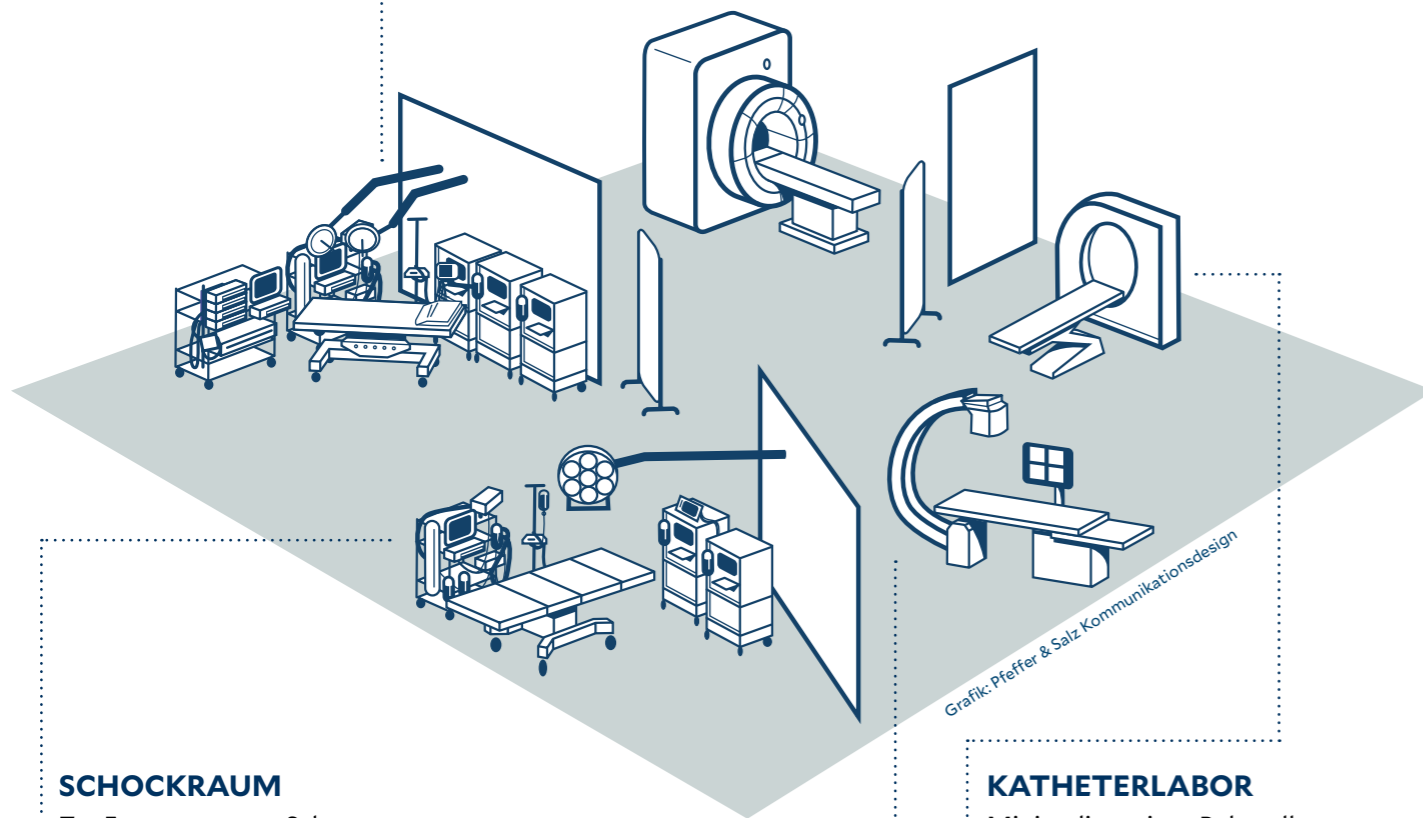 Grafik: Pfeffer & Salz Kommunikationsdesign
SCHOCKRAUM
KATHETERLABOR